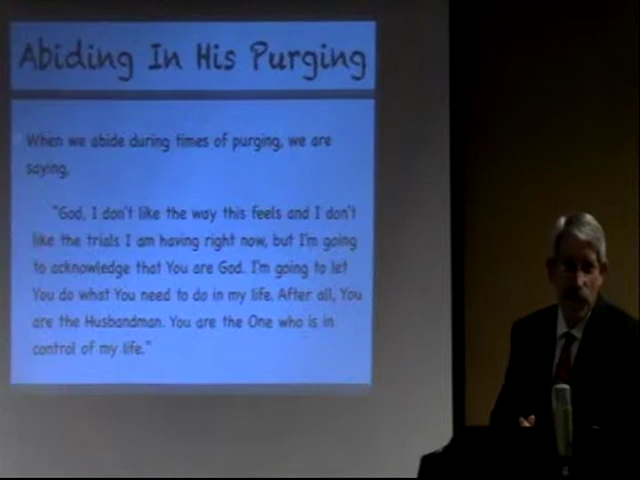 Abiding In His Purging
When we abide during times of purging, we are
saying,
"God, I don't like the way this feels and I don't
like the trials I am having right now, but I'm going
to acknowledge that You are God. I'm going to let
You do what You need to do in my life. After all, You
are the Husbandman. You are the One who is in
control of my life."